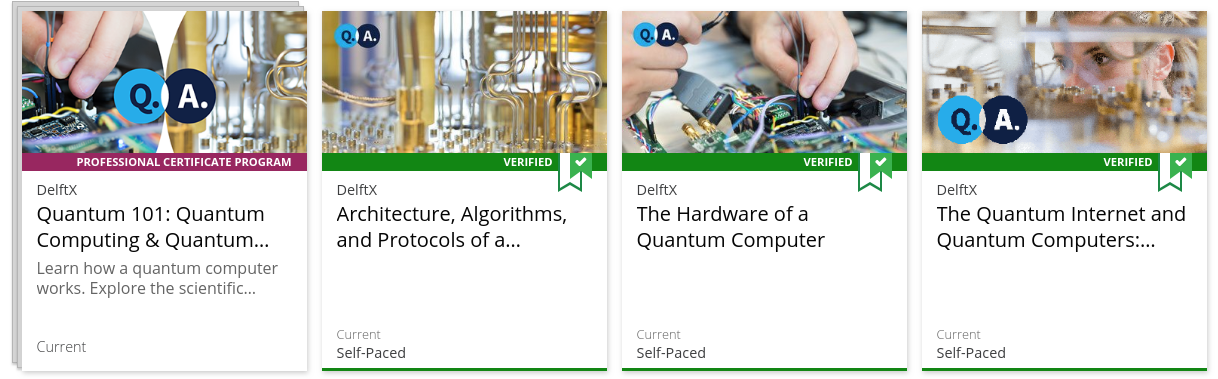 Q. A.
PROFESSIONAL CERTIFICATE PROGRAM
DelftX
Quantum 101: Quantum
Computing & Quantum...
Learn how a quantum computer
works. Explore the scientific...
Current
Q. A.
VERIFIED
DelftX
Architecture, Algorithms,
and Protocols of a...
Current
Self-Paced
Q. A.
VERIFIED
DelftX
The Hardware of a
Quantum Computer
Current
Self-Paced
Q. A.
VERIFIED
DelftX
The Quantum Internet and
Quantum Computers:...
Current
Self-Paced